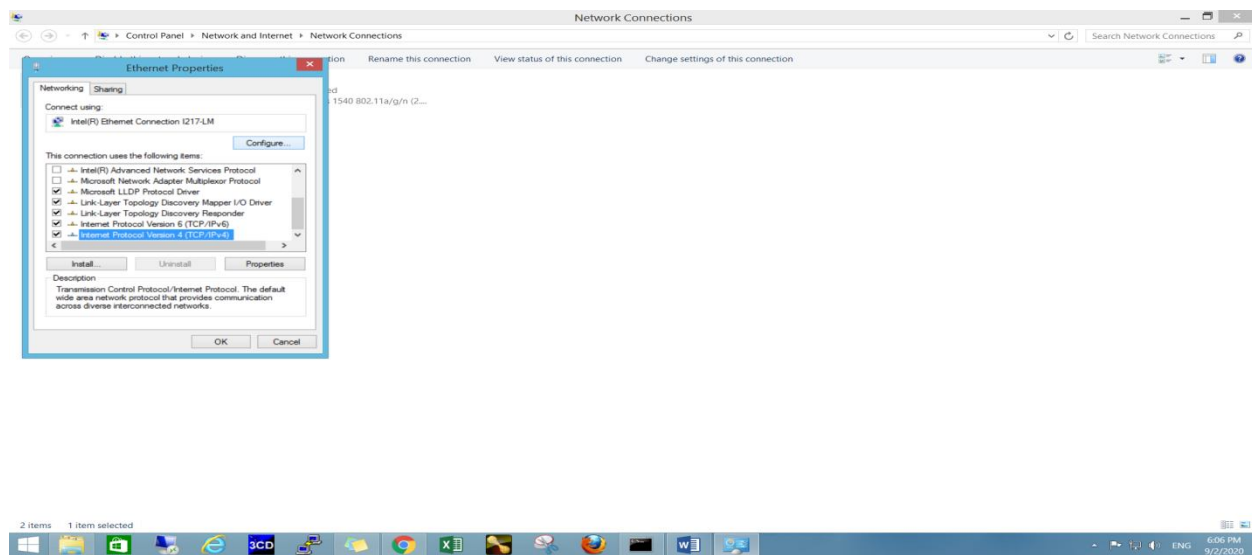 Network Connections
Control Panel Network and Internet Network Connections
Search Network Connections
Rename this connection View status of this connection Change settings of this connection
Ethernet Properties
Networking Sharing
1540 802.11a/g/n (2....
Connect using:
Intel(R) Ethernet Connection I217-LM
Configure...
This connection uses the following items:
Intel(R) Advanced Network Services Protocol
Microsoft Network Adapter Multiplexor Protocol
Microsoft LLDP Protocol Driver
Link-Layer Topology Discovery Mapper I/O Driver
Link-Layer Topology Discovery Responder
Internet Protocol Version 6 (TCP/IPv6)
Internet Protocol Version 4 (TCP/IPv4)
Install... Uninstall Properties
Description
Transmission Control Protocol/Internet Protocol. The default
wide area network protocol that provides communication
across diverse interconnected networks.
OK Cancel
2 items 1 item selected
3CD
ENG
6:06 PM
9/2/2020